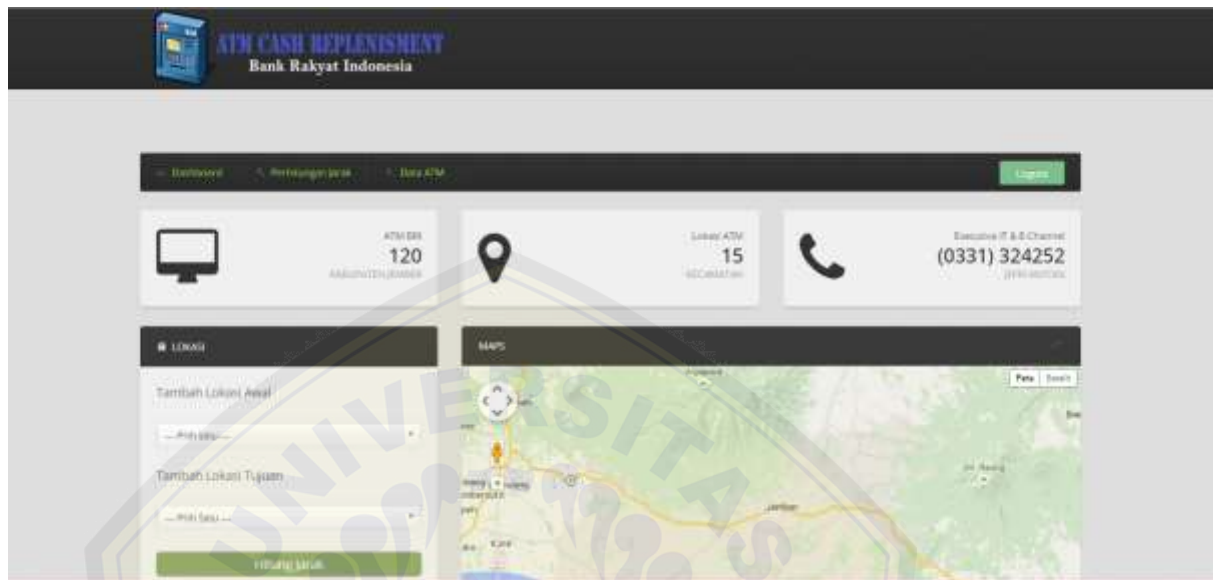 ATM CASH REPLENISMENT
Bank Rakyat Indonesia
Dashboard
Perhitungan Jarak
Data ATM
Logout
ATM BRI
120
KABUPATEN JEMBER
Lokasi ATM
15
KECAMATAN
Executive IT & E-Channel
(0331) 324252
LOKASI
Tambah Lokasi Awal
Tambah Lokasi Tujuan
Hitung Jarak
MAPS
Peta
Jember
UNIVERSITAS